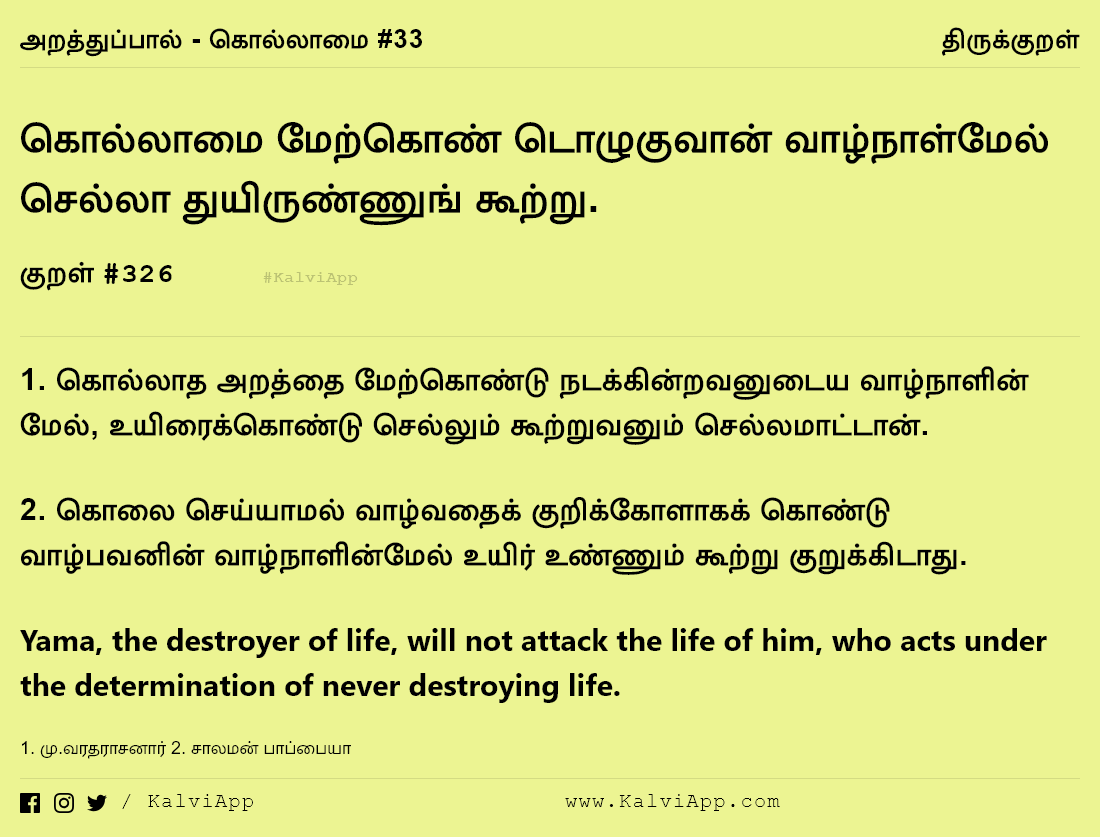 அறத்துப்பால் - கொல்லாமை #33
திருக்குறள்
கொல்லாமை மேற்கொண் டொழுகுவான் வாழ்நாள்மேல்
செல்லா துயிருண்ணுங் கூற்று.
குறள் #326
#KalviApp
1. கொல்லாத அறத்தை மேற்கொண்டு நடக்கின்றவனுடைய வாழ்நாளின்
மேல், உயிரைக்கொண்டு செல்லும் கூற்றுவனும் செல்லமாட்டான்.
2. கொலை செய்யாமல் வாழ்வதைக் குறிக்கோளாகக் கொண்டு
வாழ்பவனின் வாழ்நாளின்மேல் உயிர் உண்ணும் கூற்று குறுக்கிடாது.
Yama, the destroyer of life, will not attack the life of him, who acts under
the determination of never destroying life.
1. மு.வரதராசனார் 2. சாலமன் பாப்பையா
/ KalviApp
www.KalviApp.com